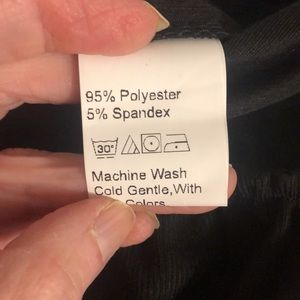 95% Polyester
5% Spandex
30°
Machine Wash
Cold Gentle,With
Colors